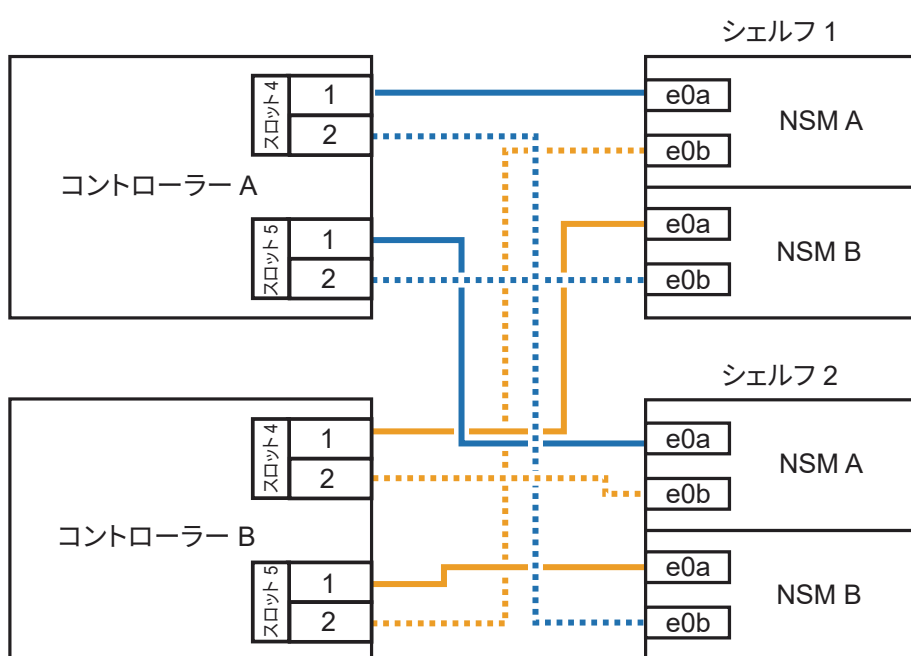 コントローラー A
スロット 4
1
2
スロット 5
1
2
シェルフ 1
e0a
e0b
NSM A
e0a
e0b
NSM B
コントローラー B
スロット 4
1
2
スロット 5
1
2
シェルフ 2
e0a
e0b
NSM A
e0a
e0b
NSM B